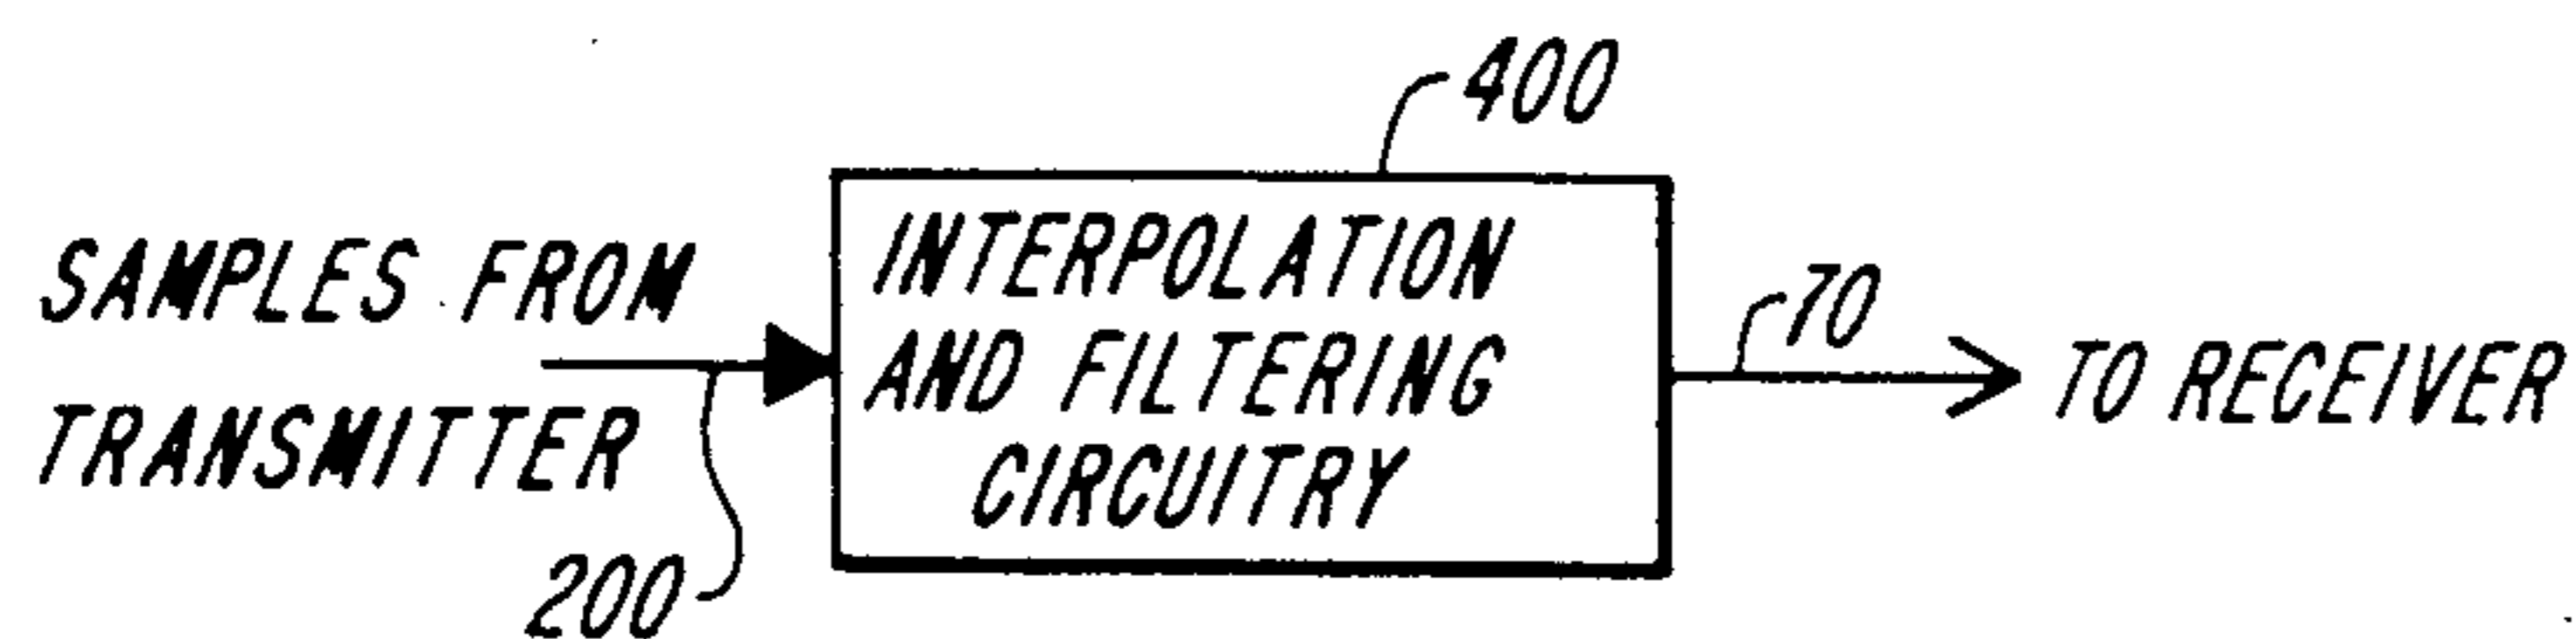 400
SAMPLES FROM
TRANSMITTER
200
INTERPOLATION
AND FILTERING
CIRCUITRY
70
TO RECEIVER